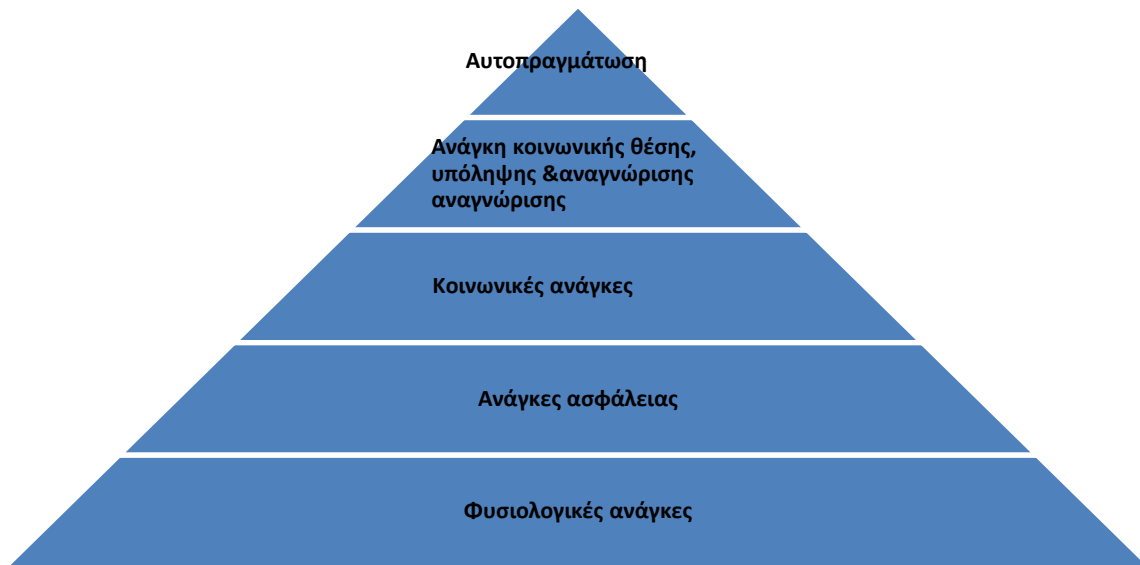 Αυτοπραγμάτωση
Ανάγκη κοινωνικής θέσης,
υπόληψης &αναγνώρισης
αναγνώρισης
Κοινωνικές ανάγκες
Ανάγκες ασφάλειας
Φυσιολογικές ανάγκες